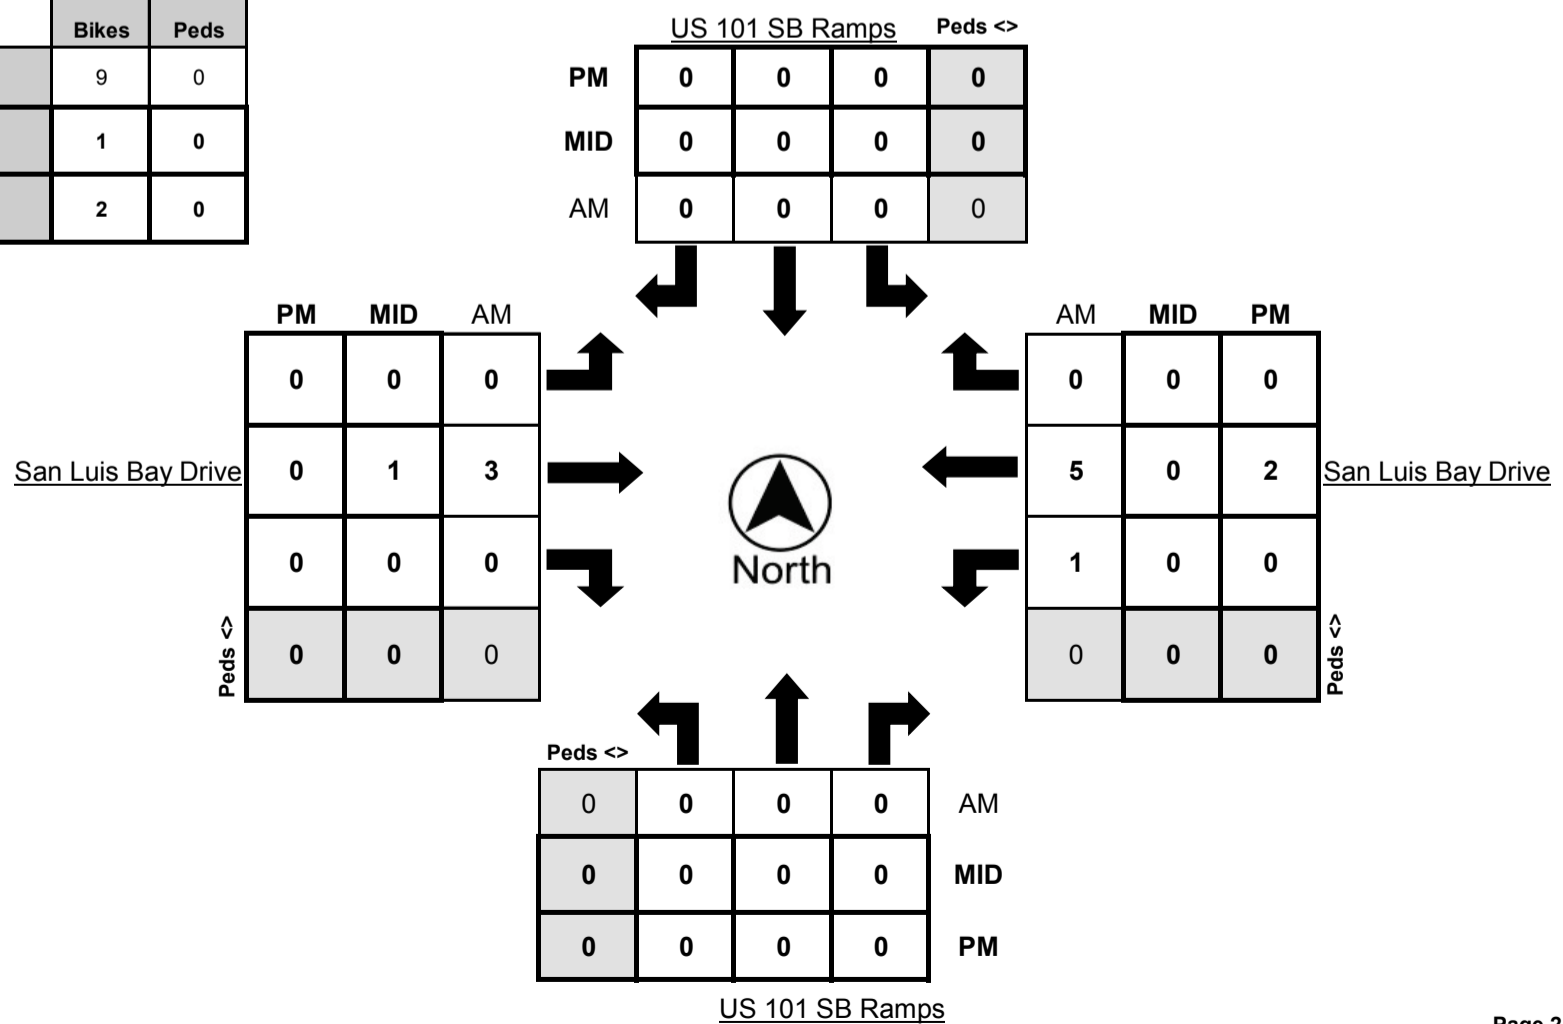 Bikes Peds
9 0
1 0
2 0
US 101 SB Ramps Peds <>
PM 0 0 0 0
MID 0 0 0 0
AM 0 0 0 0
PM MID AM
0 0 0
San Luis Bay Drive 0 1 3
0 0 0
Peds <> 0 0 0
North
AM MID PM
0 0 0
5 0 2 San Luis Bay Drive
1 0 0
0 0 0 Peds <>
Peds <>
0 0 0 0 AM
0 0 0 0 MID
0 0 0 0 PM
US 101 SB Ramps
Page 2